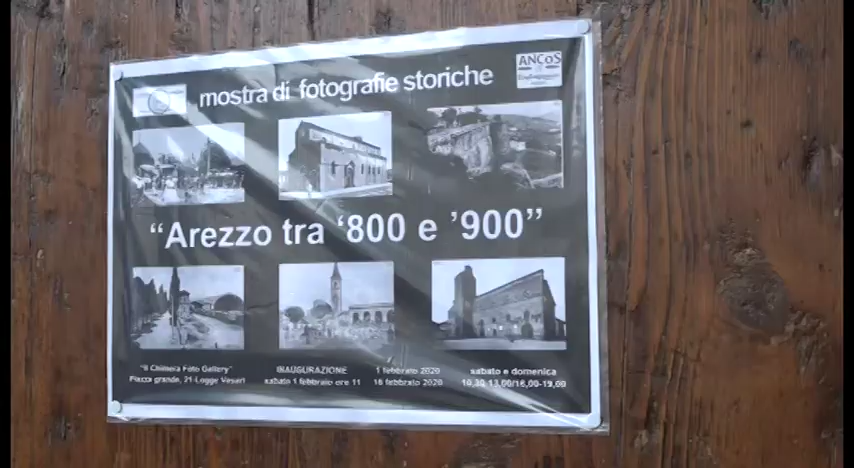 mostra di fotografie storiche
ANCoS
"Arezzo tra '800 e '900"
"Il Chimera Foto Gallery"
Piazza grande, 21-Logge Vasari
INAUGURAZIONE
sabato 1 febbraio ore 11
1 febbraio 2020
16 febbraio 2020
sabato e domenica
10,30-13,00/16,00-19,00